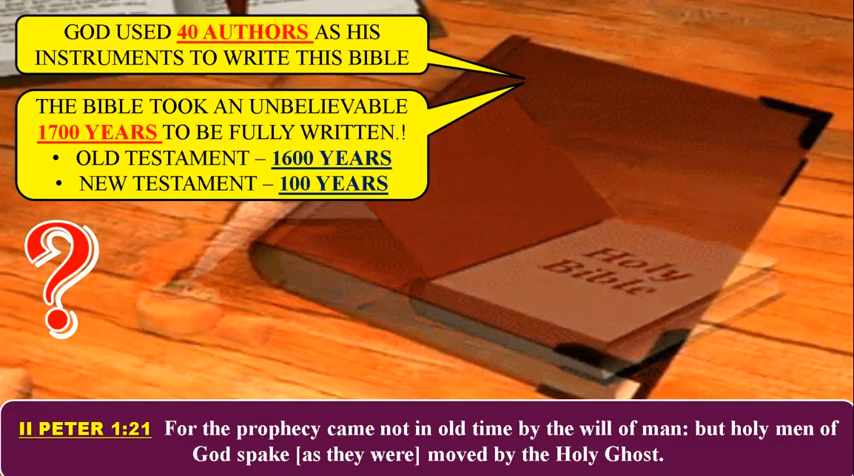 GOD USED 40 AUTHORS AS HIS
INSTRUMENTS TO WRITE THIS BIBLE
THE BIBLE TOOK AN UNBELIEVABLE
1700 YEARS TO BE FULLY WRITTEN.!
• OLD TESTAMENT – 1600 YEARS
• NEW TESTAMENT – 100 YEARS
?
Holy
Bible
II PETER 1:21 For the prophecy came not in old time by the will of man: but holy men of
God spake [as they were] moved by the Holy Ghost.